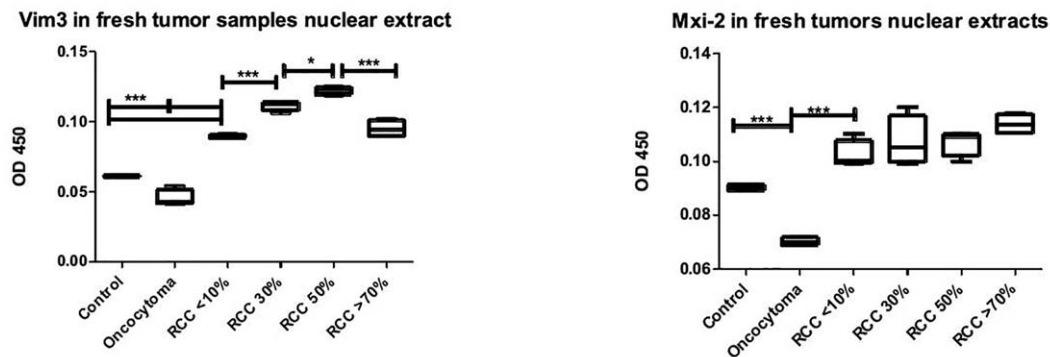 Vim3 in fresh tumor samples nuclear extract
0.15
0.10
0.05
0.00
OD 450
***
***
*
***
Control
Oncocytoma
RCC <10%
RCC 30%
RCC 50%
RCC >70%
Mxi-2 in fresh tumors nuclear extracts
0.14
0.12
0.10
0.08
0.06
OD 450
***
***
Control
Oncocytoma
RCC <10%
RCC 30%
RCC 50%
RCC >70%